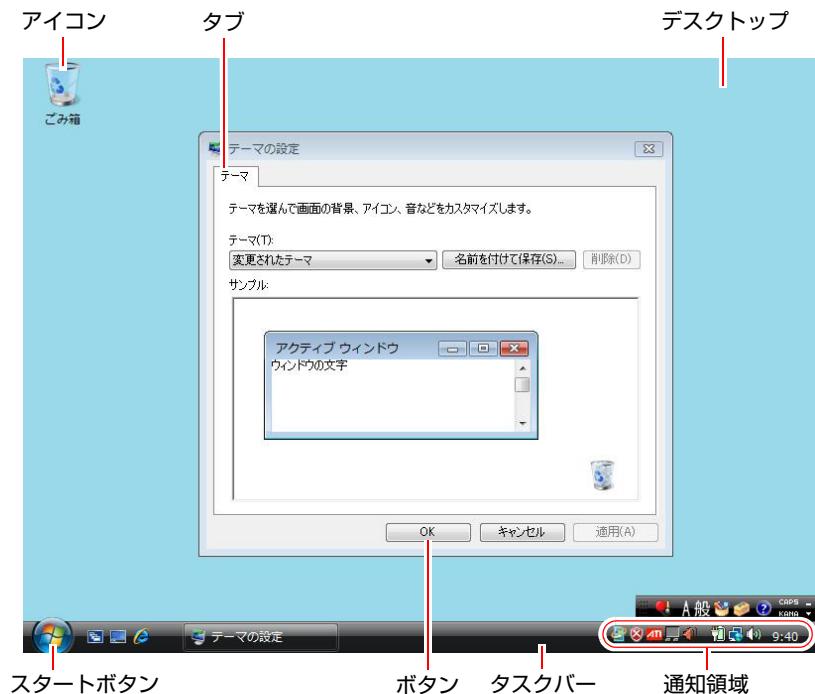 アイコン
タブ
デスクトップ
ごみ箱
テーマの設定
テーマ
テーマを選んで画面の背景、アイコン、音などをカスタマイズします。
テーマ(T):
変更されたテーマ
名前を付けて保存(S)...
削除(D)
サンプル:
アクティブ ウィンドウ
ウィンドウの文字
OK
キャンセル
適用(A)
A 般
CAPS
KANA
テーマの設定
ATI
9:40
スタートボタン
ボタン
タスクバー
通知領域